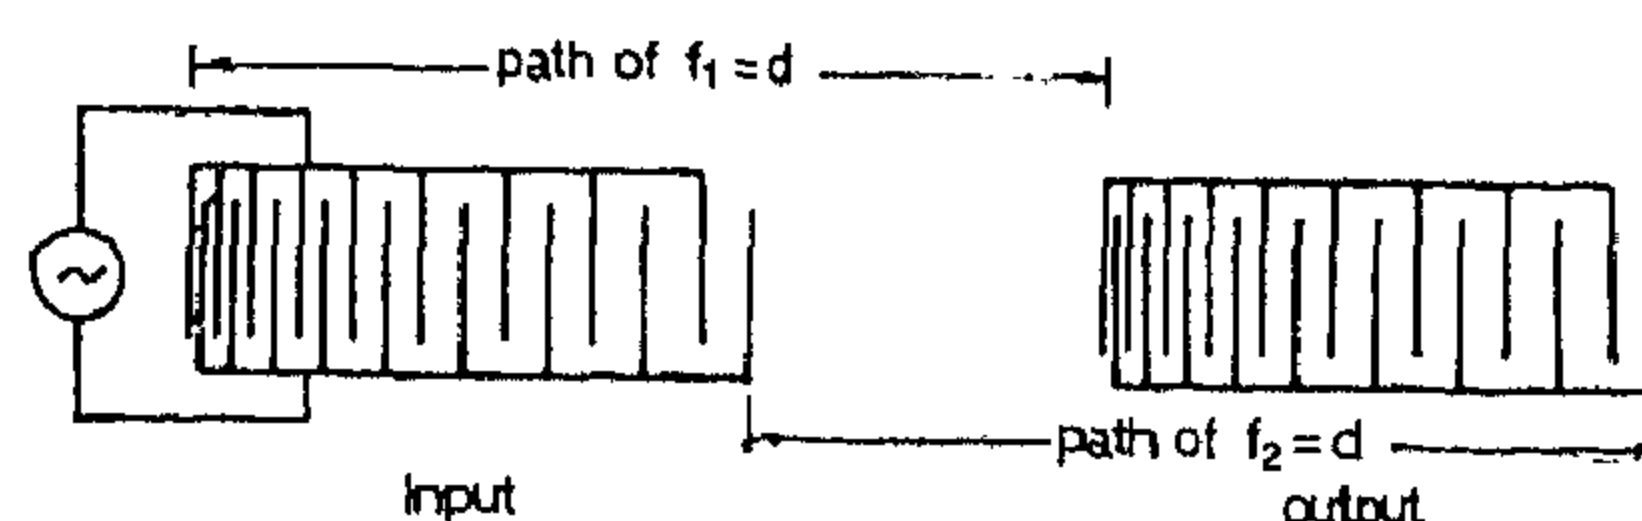 path of f₁ = d
path of f₂ = d
Input
output